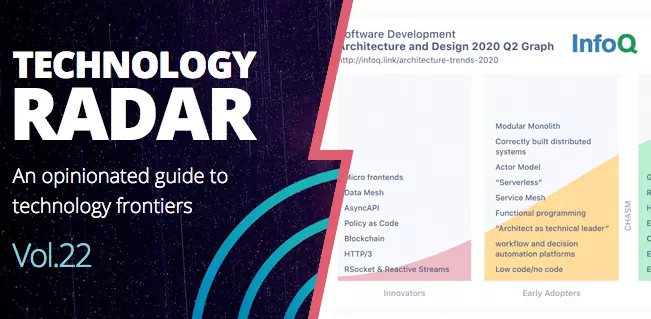 TECHNOLOGY
RADAR
An opinionated guide to
technology frontiers
Vol.22
Software Development
Architecture and Design 2020 Q2 Graph
http://infoq.link/architecture-trends-2020
InfoQ
Micro frontends
Data Mesh
AsyncAPI
Policy as Code
Blockchain
HTTP/3
RSocket & Reactive Streams
Innovators
Modular Monolith
Correctly built distributed
systems
Actor Model
“Serverless”
Service Mesh
Functional programming
“Architect as technical leader”
workflow and decision
automation platforms
Low code/no code
Early Adopters
CHASM